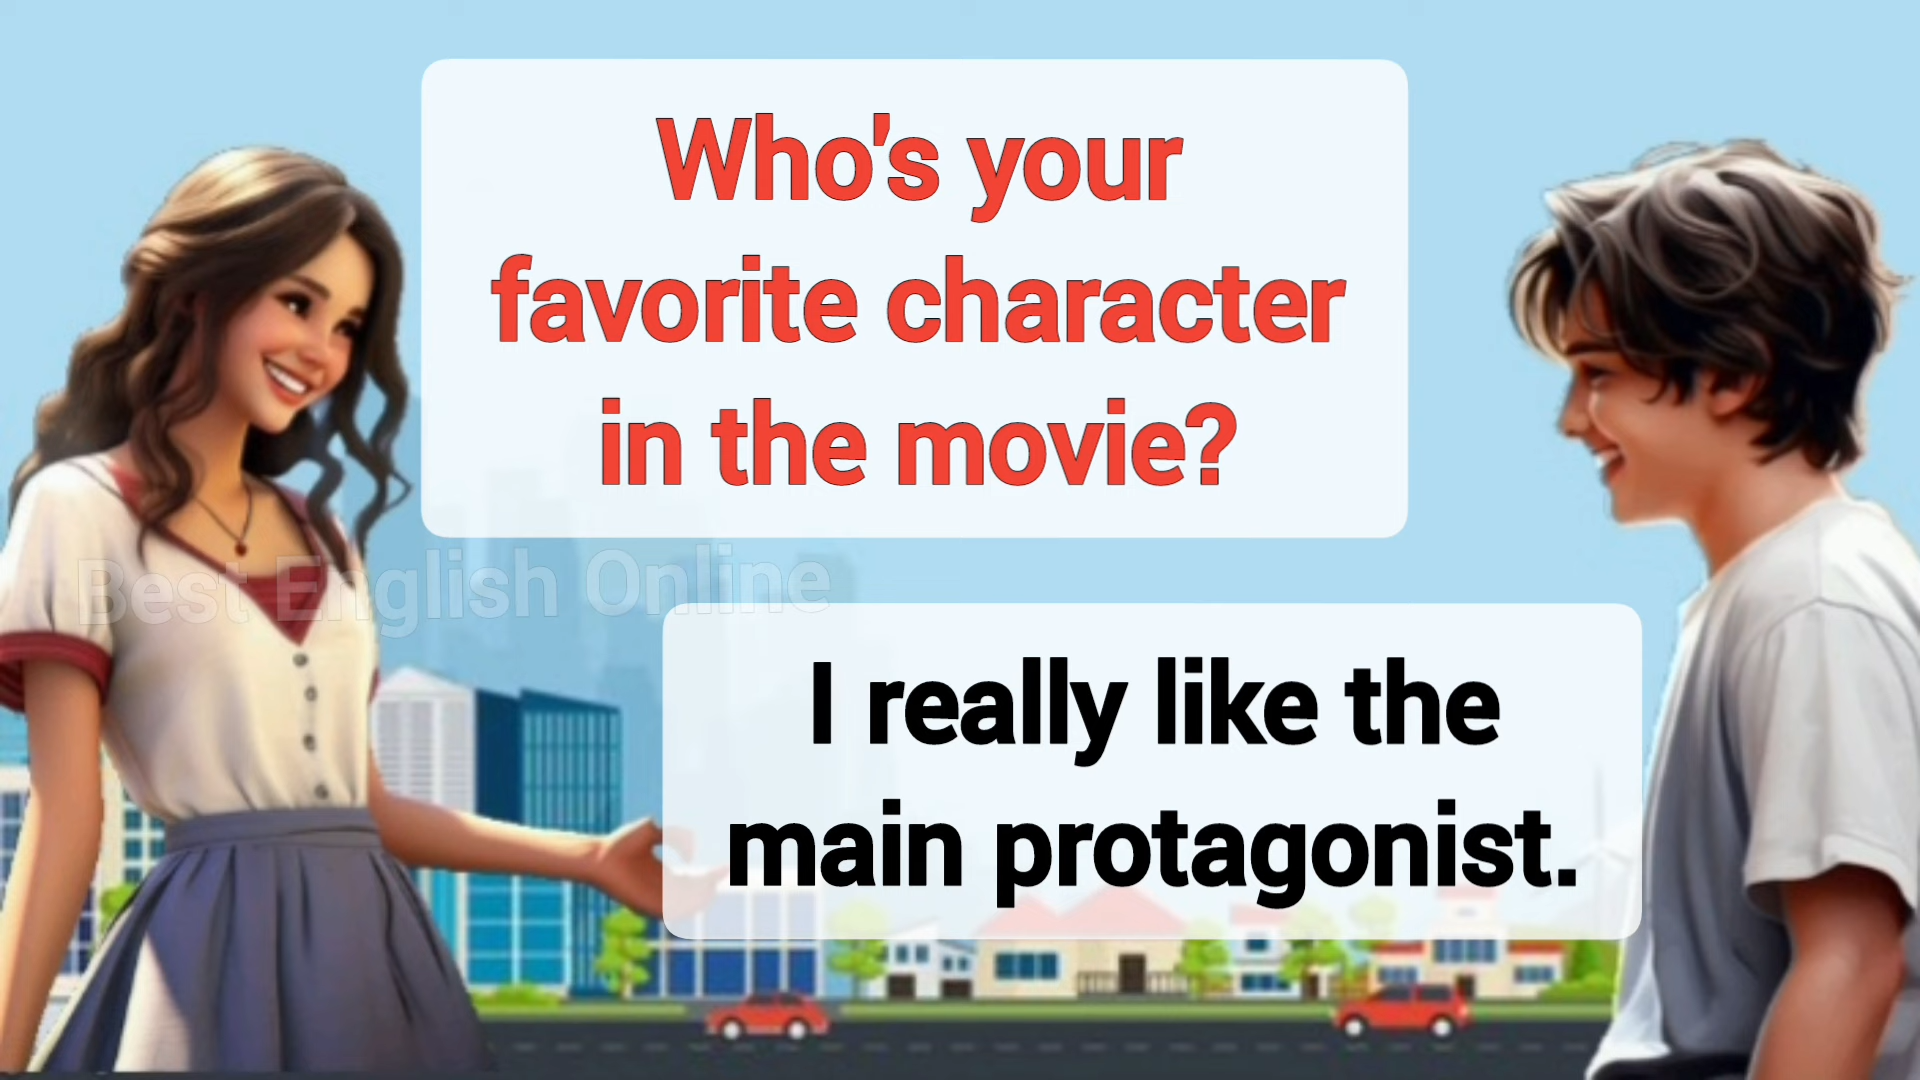 Who's your
favorite character
in the movie?
Best English Online
I really like the
main protagonist.